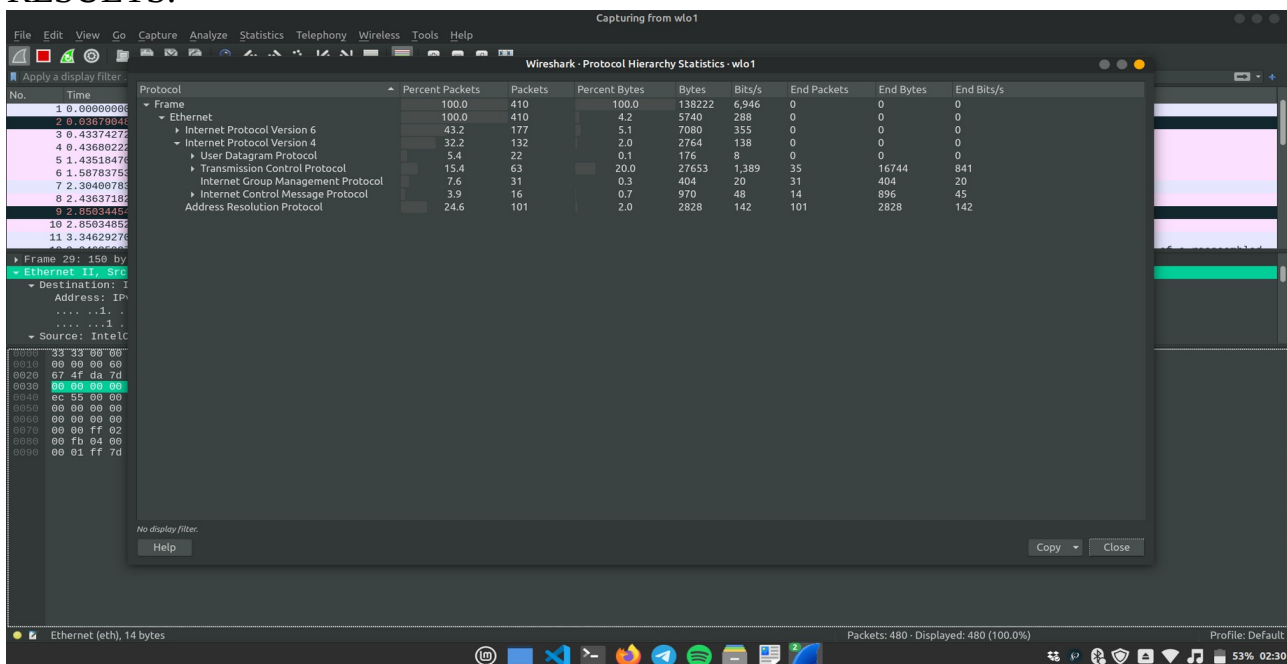 RESULTS:
Capturing from wlo1
File Edit View Go Capture Analyze Statistics Telephony Wireless Tools Help
Wireshark · Protocol Hierarchy Statistics · wlo1
Apply a display filter
No. Time
1 0.00000000
2 0.03679048
3 0.43374272
4 0.43680222
5 1.43518470
6 1.58783753
7 2.30400783
8 2.43637182
9 2.85034454
10 2.85034852
11 3.34629276
Protocol Percent Packets Packets Percent Bytes Bytes Bits/s End Packets End Bytes End Bits/s
Frame 100.0 410 100.0 138222 6,946 0 0 0
Ethernet 100.0 410 4.2 5740 288 0 0 0
Internet Protocol Version 6 43.2 177 5.1 7080 355 0 0 0
Internet Protocol Version 4 32.2 132 2.0 2764 138 0 0 0
User Datagram Protocol 5.4 22 0.1 176 8 0 0 0
Transmission Control Protocol 15.4 63 20.0 27653 1,389 35 16744 841
Internet Group Management Protocol 7.6 31 0.3 404 20 31 404 20
Internet Control Message Protocol 3.9 16 0.7 970 48 14 896 45
Address Resolution Protocol 24.6 101 2.0 2828 142 101 2828 142
Frame 29: 150 by
Ethernet II, Src
Destination: I
Address: IPv
.... ..1. .
.... ...1 .
Source: IntelC
0000 33 33 00 00
0010 00 00 00 60
0020 67 4f da 7d
0030 00 00 00 00
0040 ec 55 00 00
0050 00 00 00 00
0060 00 00 00 00
0070 00 00 ff 02
0080 00 fb 04 00
0090 00 01 ff 7d
No display filter.
Help Copy Close
Ethernet (eth), 14 bytes Packets: 480 · Displayed: 480 (100.0%) Profile: Default
2 53% 02:30